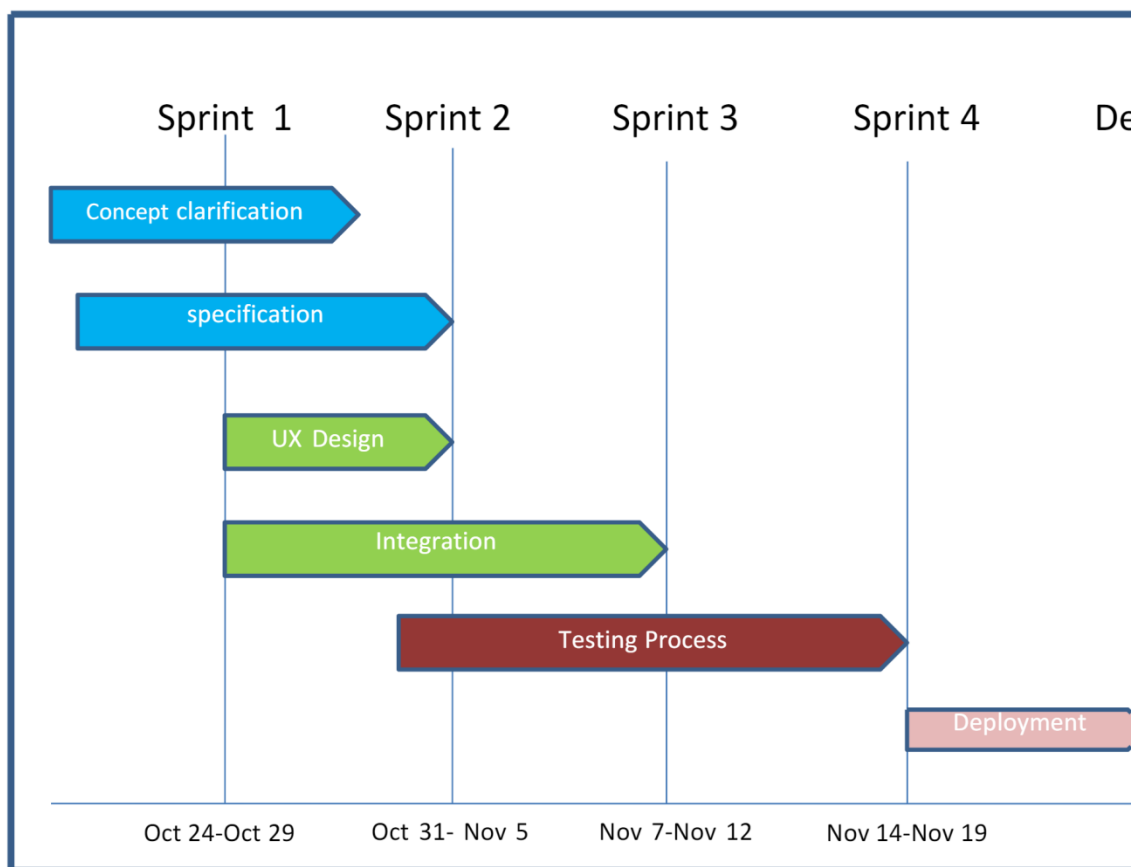 Sprint 1 Sprint 2 Sprint 3 Sprint 4
Concept clarification
specification
UX Design
Integration
Testing Process
Deployment
Oct 24-Oct 29 Oct 31- Nov 5 Nov 7-Nov 12 Nov 14-Nov 19